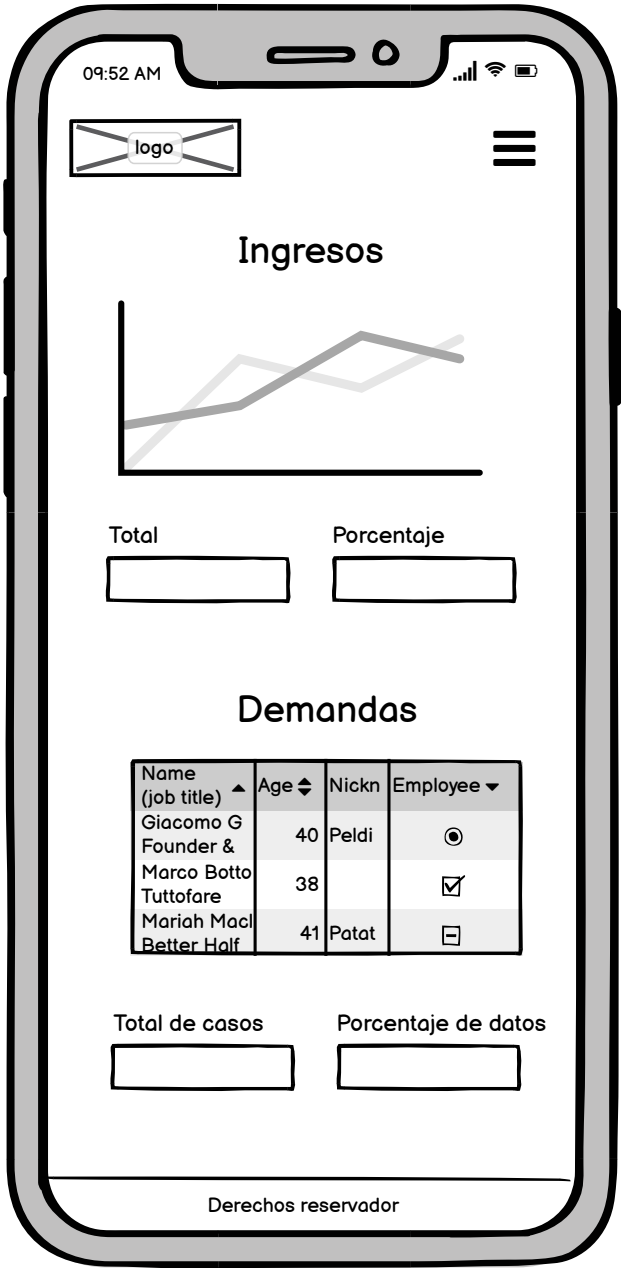 09:52 AM
logo
Ingresos
Total
Porcentaje
Demandas
Name
(job title)
Age
Nickn
Employee
Giacomo G
Founder &
40
Peldi
Marco Botto
Tuttofare
38
Mariah Macl
Better Half
41
Patat
Total de casos
Porcentaje de datos
Derechos reservador